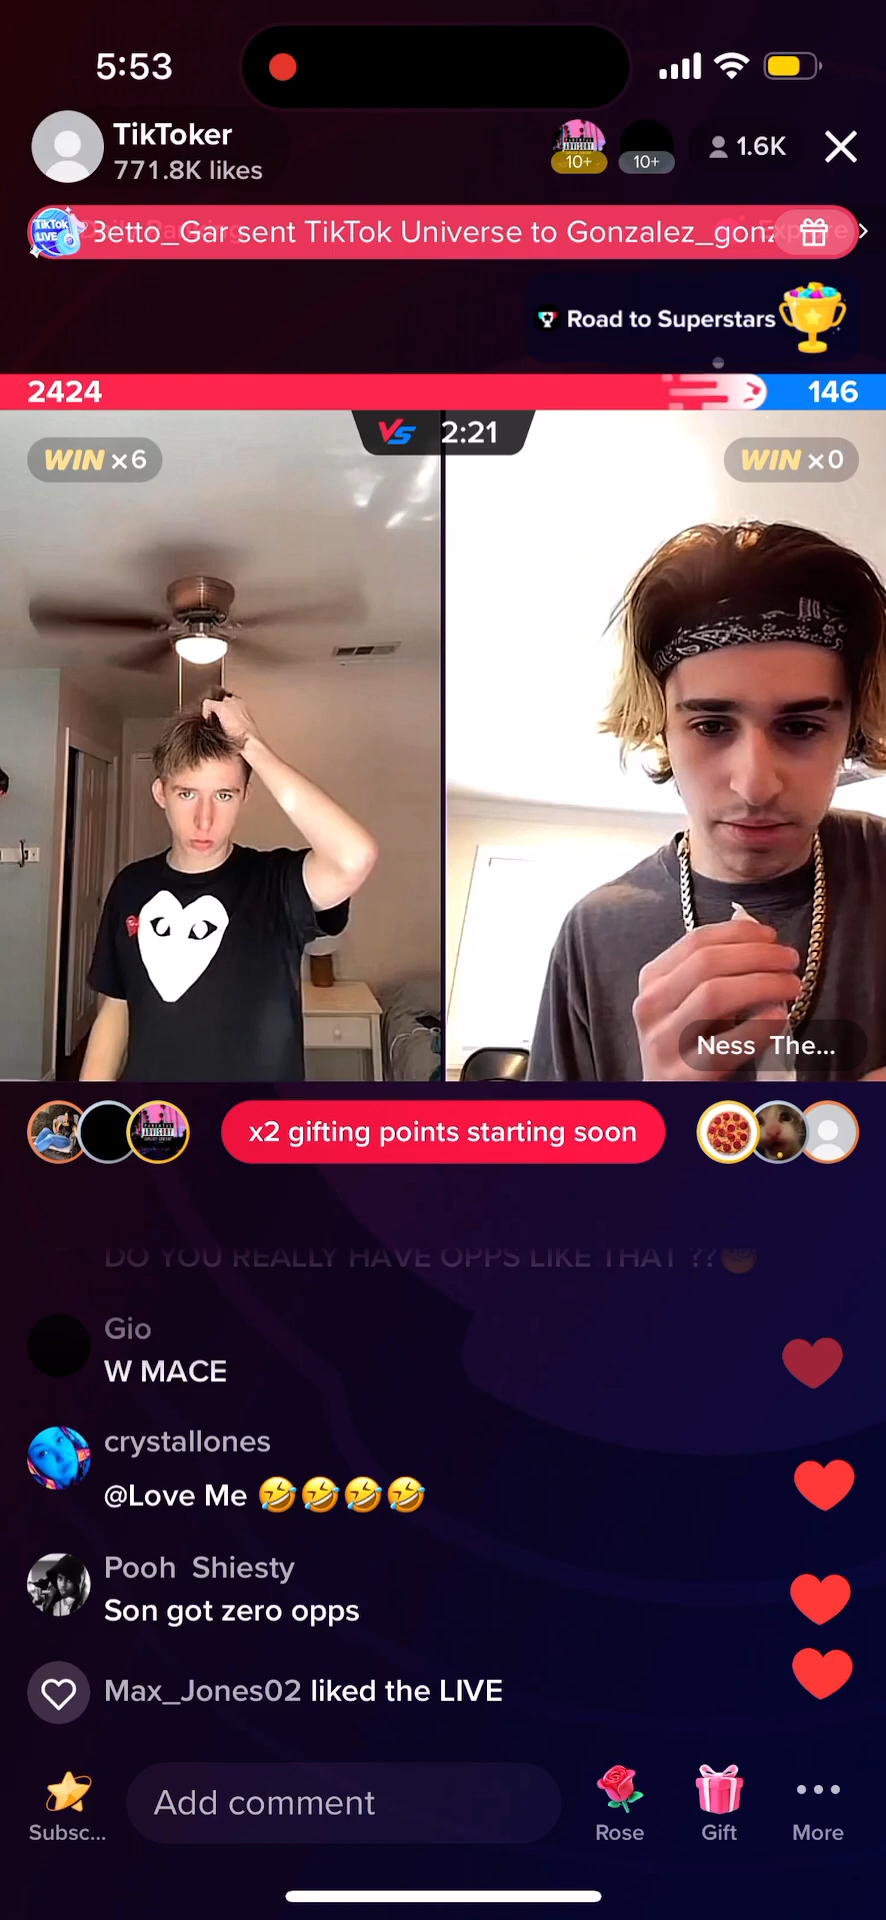 5:53
TikToker
771.8K likes
10+
10+
1.6K
TikTok
LIVE
Betto_Gar sent TikTok Universe to Gonzalez_gonz
Road to Superstars
2424
146
VS 2:21
WIN x6
WIN x0
Ness The...
x2 gifting points starting soon
DO YOU REALLY HAVE OPPS LIKE THAT ??
Gio
W MACE
crystallones
@Love Me 🤣🤣🤣🤣
Pooh Shiesty
Son got zero opps
Max_Jones02 liked the LIVE
Subsc...
Add comment
Rose
Gift
More